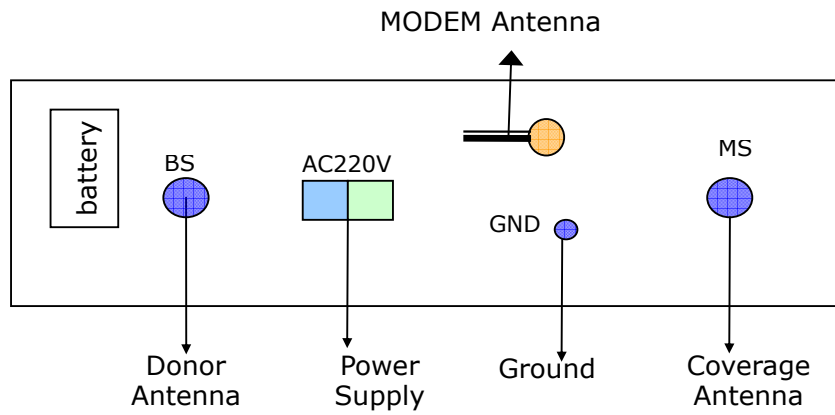 MODEM Antenna
battery
BS
AC220V
MS
GND
Donor
Antenna
Power
Supply
Ground
Coverage
Antenna